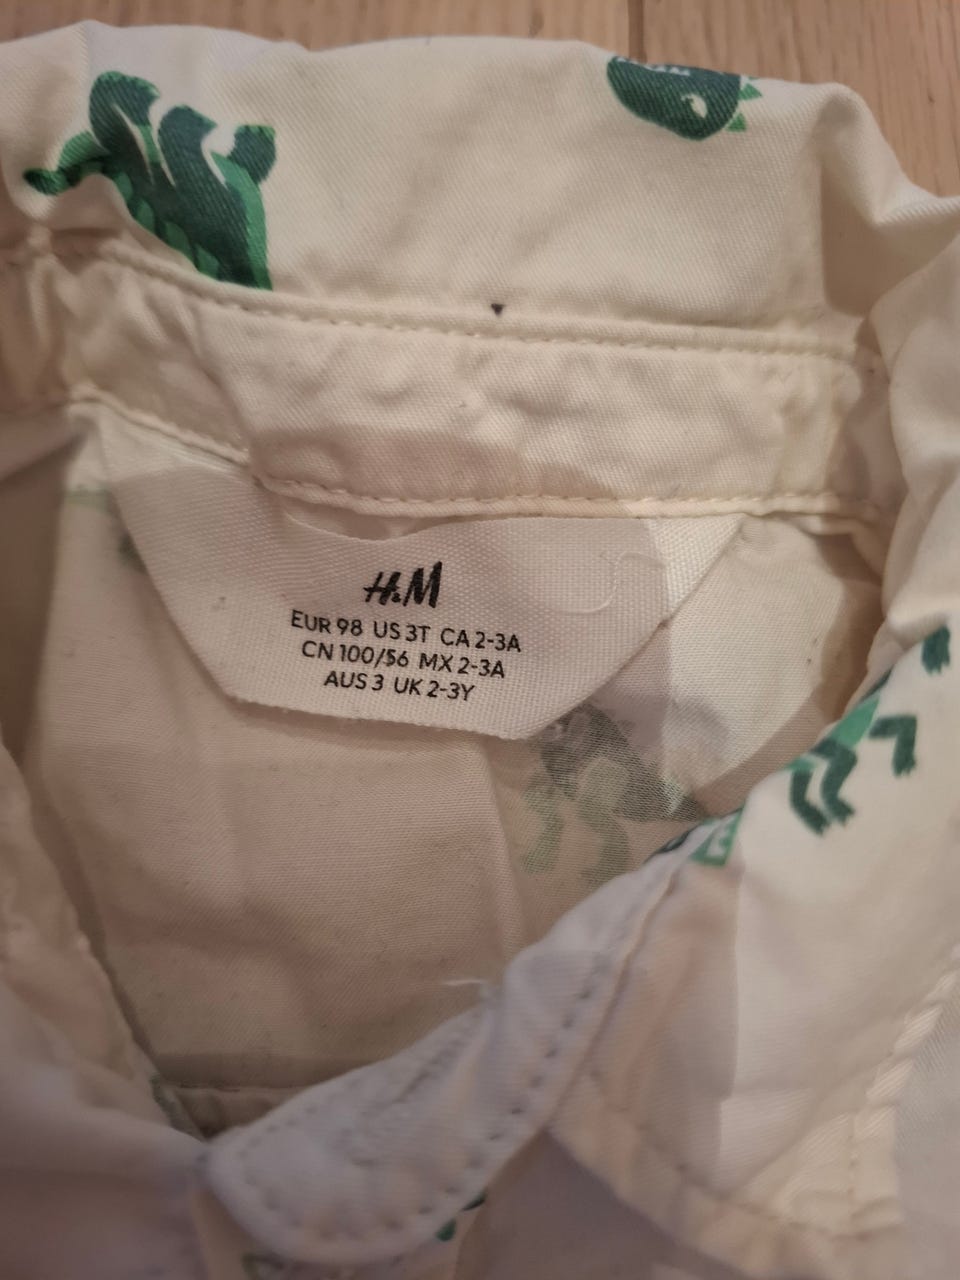 H&M
EUR 98 US 3T CA 2-3A
CN 100/56 MX 2-3A
AUS 3 UK 2-3Y